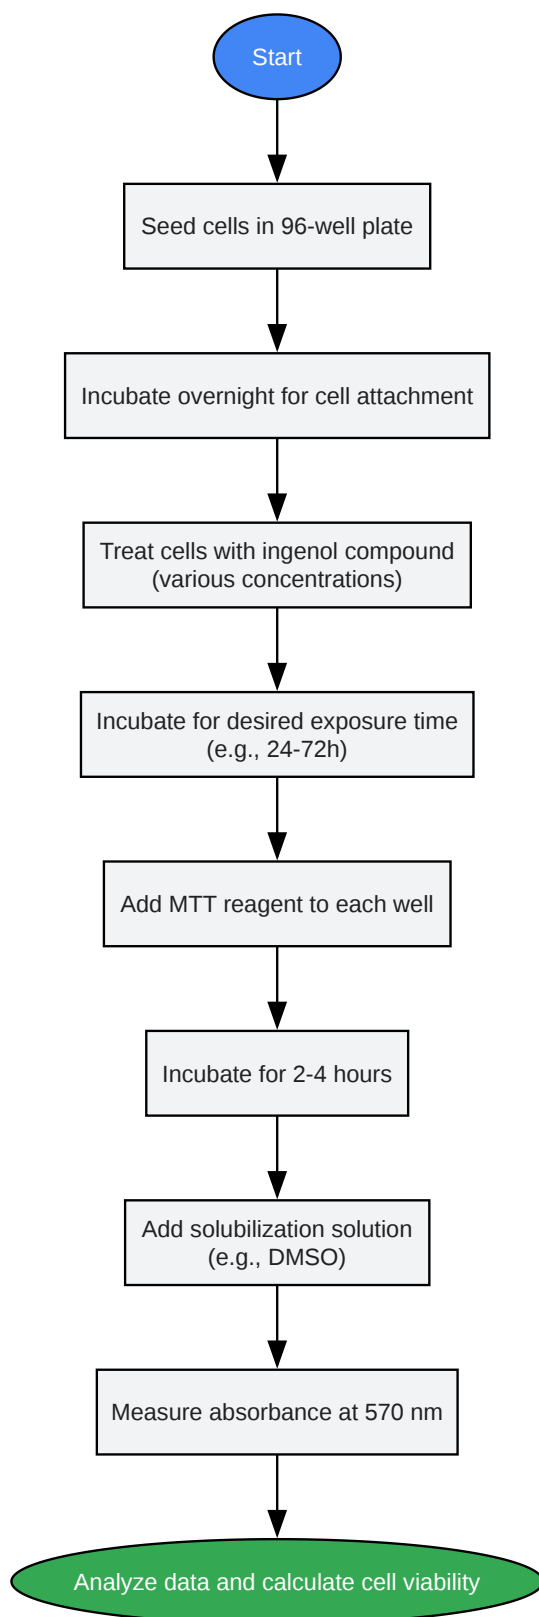 Start
Seed cells in 96-well plate
Incubate overnight for cell attachment
Treat cells with ingenol compound
(various concentrations)
Incubate for desired exposure time
(e.g., 24-72h)
Add MTT reagent to each well
Incubate for 2-4 hours
Add solubilization solution
(e.g., DMSO)
Measure absorbance at 570 nm
Analyze data and calculate cell viability